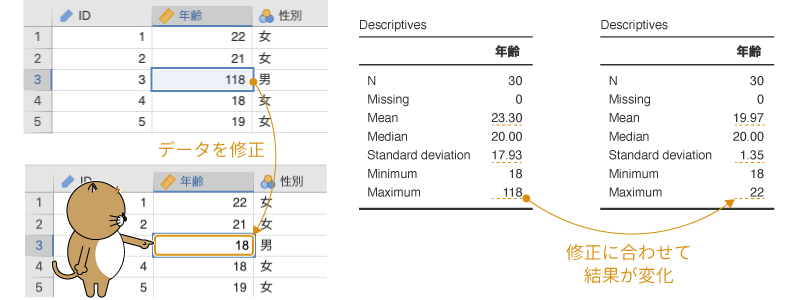 ID 年齢 性別
1 1 22 女
2 2 21 女
3 3 118 男
4 4 18 女
5 5 19 女
データを修正
ID 年齢 性別
1 1 22 女
2 2 21 女
3 18 男
4 4 18 女
5 5 19 女
Descriptives
年齢
N 30
Missing 0
Mean 23.30
Median 20.00
Standard deviation 17.93
Minimum 18
Maximum 118
Descriptives
年齢
N 30
Missing 0
Mean 19.97
Median 20.00
Standard deviation 1.35
Minimum 18
Maximum 22
修正に合わせて
結果が変化